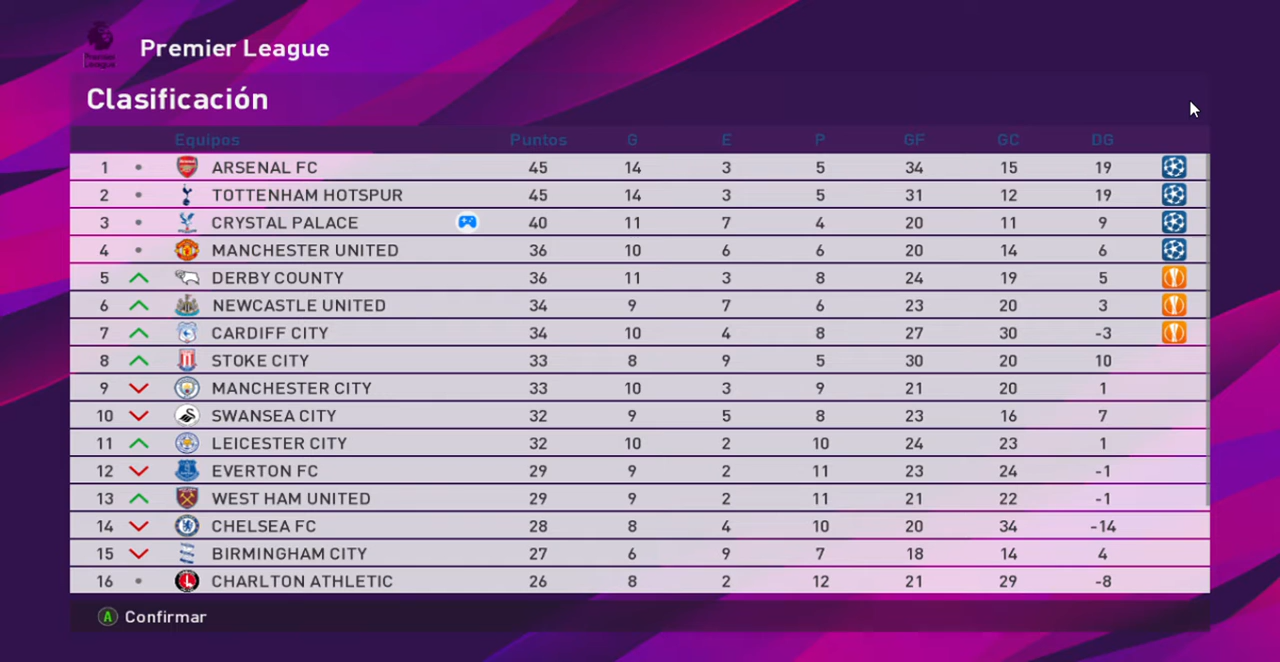 Premier League
Premier League
Clasificación
Equipos Puntos G E P GF GC DG
1 ARSENAL FC 45 14 3 5 34 15 19
2 TOTTENHAM HOTSPUR 45 14 3 5 31 12 19
3 CRYSTAL PALACE 40 11 7 4 20 11 9
4 MANCHESTER UNITED 36 10 6 6 20 14 6
5 DERBY COUNTY 36 11 3 8 24 19 5
6 NEWCASTLE UNITED 34 9 7 6 23 20 3
7 CARDIFF CITY 34 10 4 8 27 30 -3
8 STOKE CITY 33 8 9 5 30 20 10
9 MANCHESTER CITY 33 10 3 9 21 20 1
10 SWANSEA CITY 32 9 5 8 23 16 7
11 LEICESTER CITY 32 10 2 10 24 23 1
12 EVERTON FC 29 9 2 11 23 24 -1
13 WEST HAM UNITED 29 9 2 11 21 22 -1
14 CHELSEA FC 28 8 4 10 20 34 -14
15 BIRMINGHAM CITY 27 6 9 7 18 14 4
16 CHARLTON ATHLETIC 26 8 2 12 21 29 -8
A Confirmar